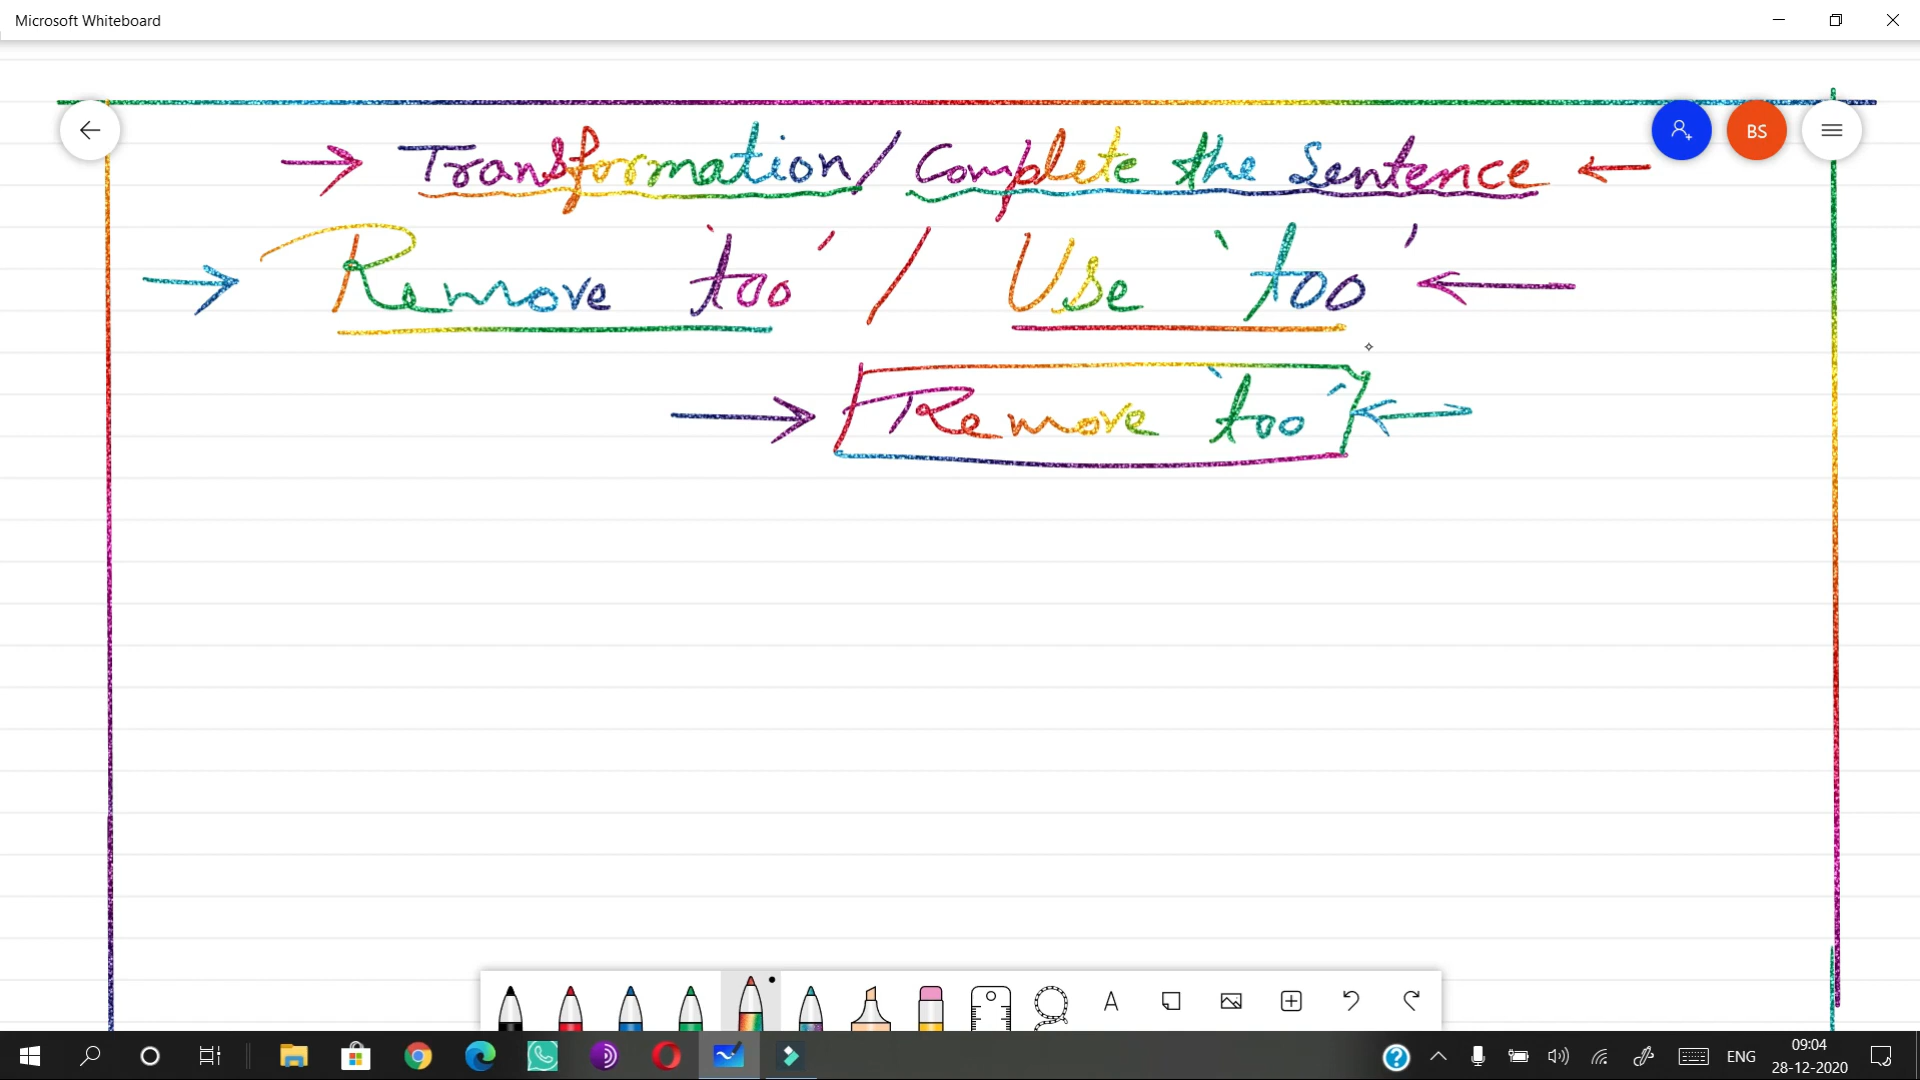 Microsoft Whiteboard
→ Transformation/ Complete the Sentence ←
BS
→ Remove 'too' / Use 'too' ←
→ Remove 'too' ←
A
ENG
09:04
28-12-2020